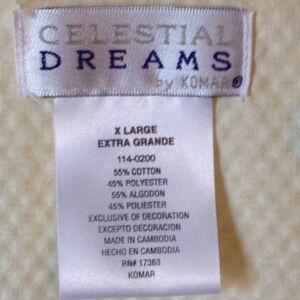 CELESTIAL
DREAMS
by KOMAR®
X LARGE
EXTRA GRANDE
114-0200
55% COTTON
45% POLYESTER
55% ALGODON
45% POLIESTER
EXCLUSIVE OF DECORATION
EXCEPTO DECORACION
MADE IN CAMBODIA
HECHO EN CAMBODIA
RN# 17363
KOMAR